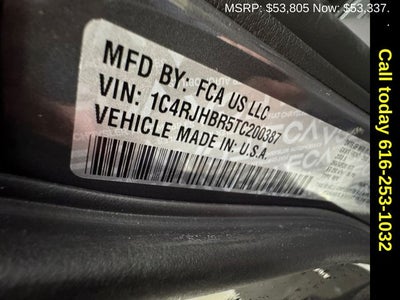 MSRP: $53,805 Now: $53,337.
MFD BY: FCA US LLC
VIN: 1C4RJHBR5TC200387
VEHICLE MADE IN: U.S.A.
Call today 616-253-1032